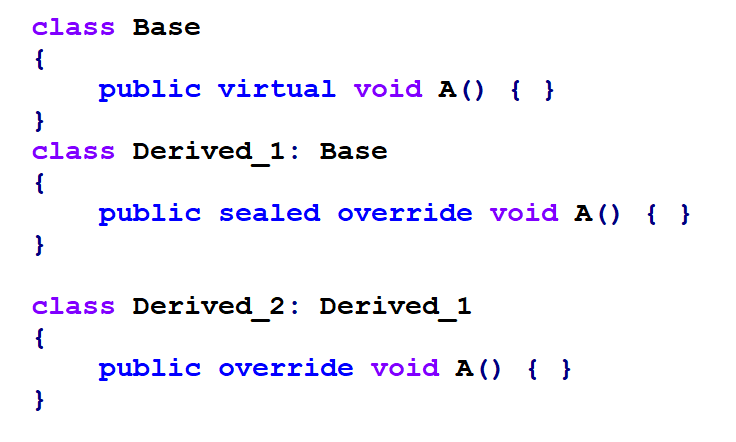 class Base
{
public virtual void A() { }
}
class Derived_1: Base
{
public sealed override void A() { }
}
class Derived_2: Derived_1
{
public override void A() { }
}